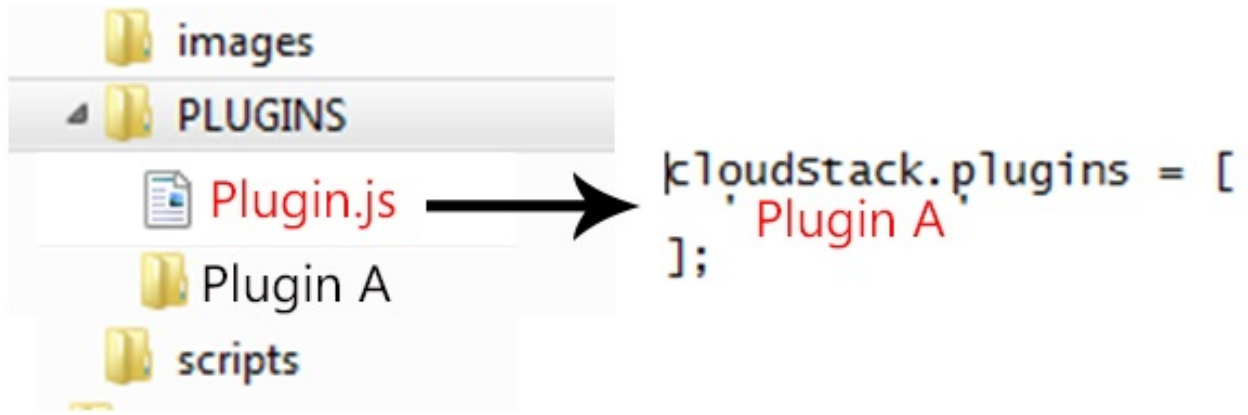 images
PLUGINS
Plugin.js
Plugin A
scripts
cloudStack.plugins = [
'Plugin A'
];